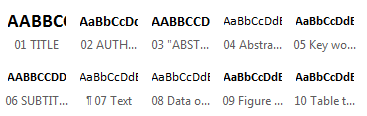 AABBC AaBbCcDc AABBCCD AaBbCcDdE AaBbCcDdE
01 TITLE 02 AUTH... 03 "ABST... 04 Abstra... 05 Key wo...
AABBCCDD AaBbCcDdE AaBbCcDdE AaBbCcDdE AaBbCcDdE
06 SUBTIT... ¶ 07 Text 08 Data o... 09 Figure ... 10 Table t...